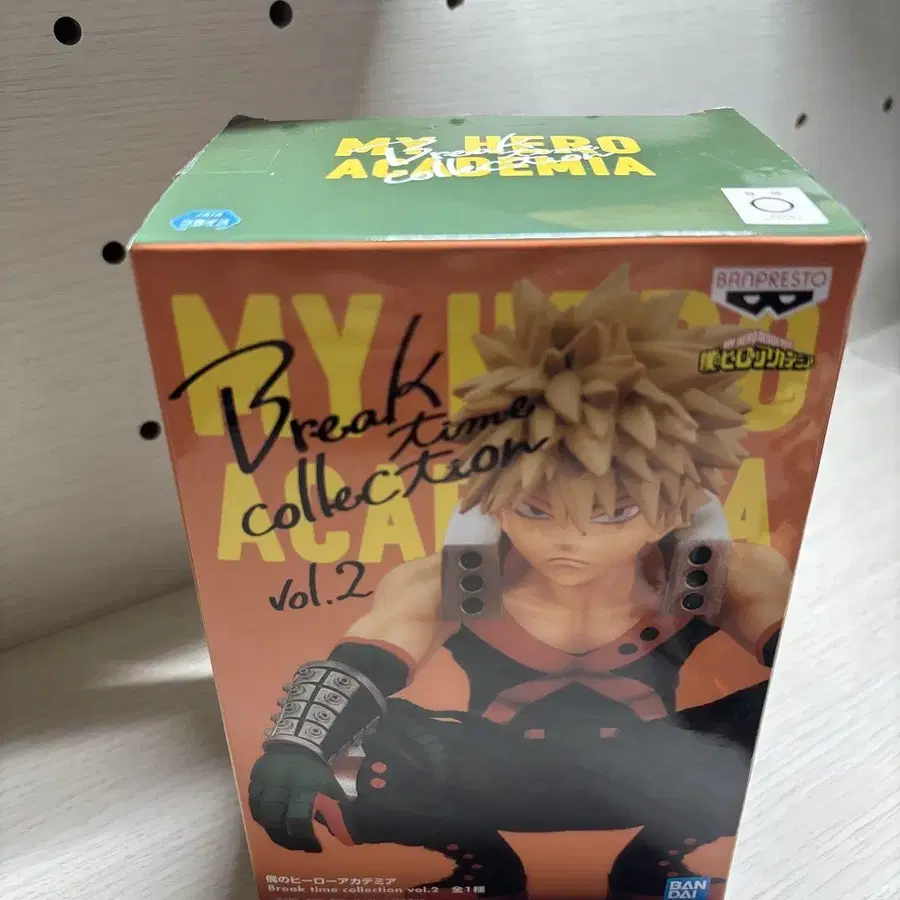 MY HERO
ACADEMIA
Break time
collection
BANPRESTO
MY HERO
ACADEMIA
僕のヒーローアカデミア
Break
time
collection
vol.2
僕のヒーローアカデミア
Break time collection vol.2 全1種
BAN
DAI